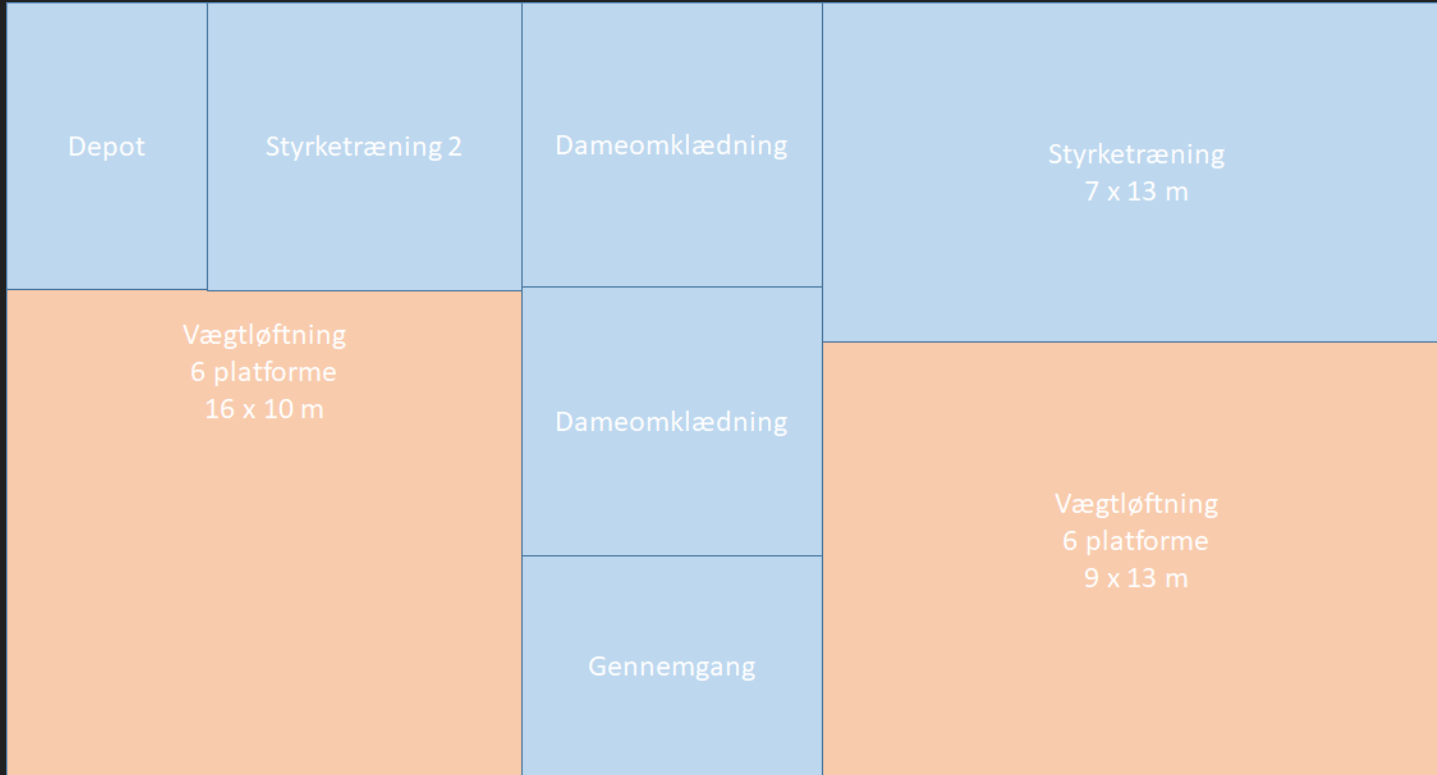 Depot
Styrketræning 2
Dameomklædning
Styrketræning
7 x 13 m
Vægtløftning
6 platforme
16 x 10 m
Dameomklædning
Vægtløftning
6 platforme
9 x 13 m
Gennemgang